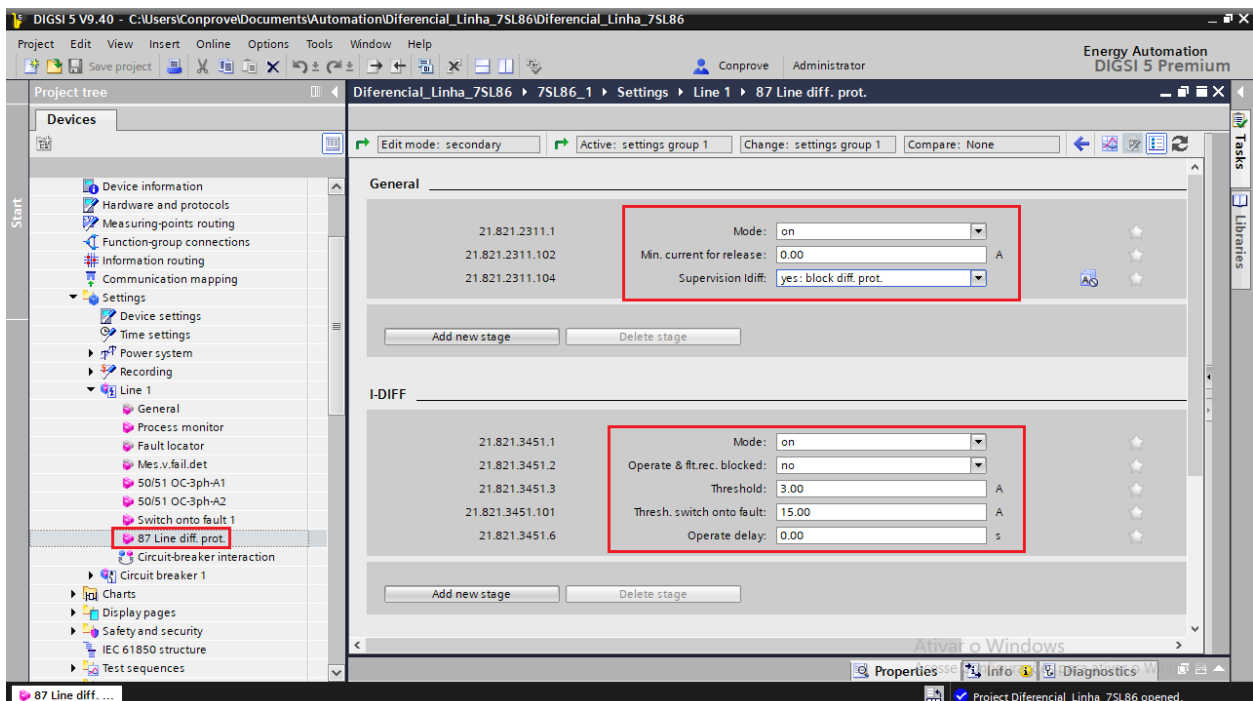 DIGSI 5 V9.40 - C:\Users\Conprove\Documents\Automation\Diferencial_Linha_7SL86\Diferencial_Linha_7SL86
Project Edit View Insert Online Options Tools Window Help
Energy Automation
DIGSI 5 Premium
Save project
Conprove Administrator
Project tree
Diferencial_Linha_7SL86 7SL86_1 Settings Line 1 87 Line diff. prot.
Devices
Edit mode: secondary Active: settings group 1 Change: settings group 1 Compare: None
Start
Device information
Hardware and protocols
Measuring-points routing
Function-group connections
Information routing
Communication mapping
Settings
Device settings
Time settings
Power system
Recording
Line 1
General
Process monitor
Fault locator
Mes.v.fail.det
50/51 OC-3ph-A1
50/51 OC-3ph-A2
Switch onto fault 1
87 Line diff. prot.
Circuit-breaker interaction
Circuit breaker 1
Charts
Display pages
Safety and security
IEC 61850 structure
Test sequences
General
21.821.2311.1 Mode: on
21.821.2311.102 Min. current for release: 0.00 A
21.821.2311.104 Supervision Idiff: yes: block diff. prot.
Add new stage Delete stage
I-DIFF
21.821.3451.1 Mode: on
21.821.3451.2 Operate & flt.rec. blocked: no
21.821.3451.3 Threshold: 3.00 A
21.821.3451.101 Thresh. switch onto fault: 15.00 A
21.821.3451.6 Operate delay: 0.00 s
Add new stage Delete stage
Tasks
Libraries
Ativar o Windows
Properties Info Diagnostics
87 Line diff. ...
Project Diferencial_Linha_7SL86 opened.